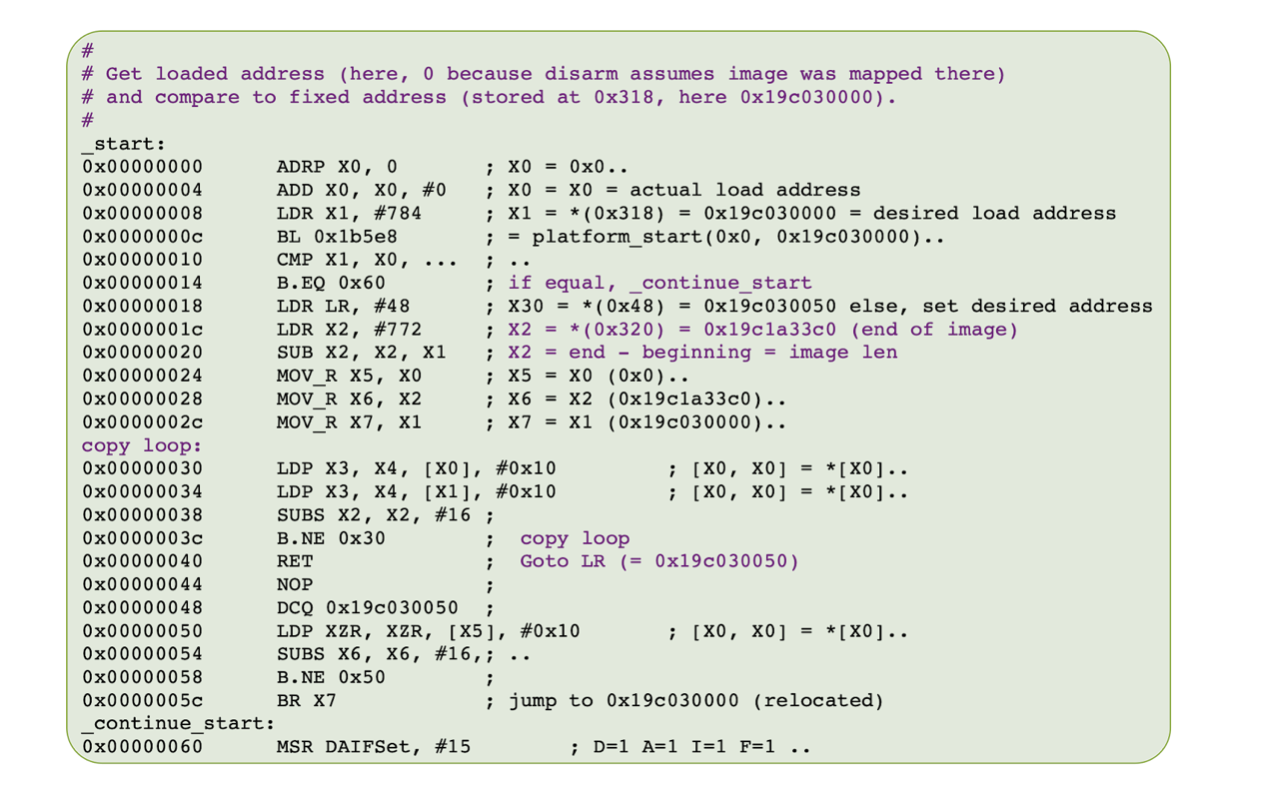 #
# Get loaded address (here, 0 because disarm assumes image was mapped there)
# and compare to fixed address (stored at 0x318, here 0x19c030000).
#
_start:
0x00000000 ADRP X0, 0 ; X0 = 0x0..
0x00000004 ADD X0, X0, #0 ; X0 = X0 = actual load address
0x00000008 LDR X1, #784 ; X1 = *(0x318) = 0x19c030000 = desired load address
0x0000000c BL 0x1b5e8 ; = platform_start(0x0, 0x19c030000)..
0x00000010 CMP X1, X0, ... ; ..
0x00000014 B.EQ 0x60 ; if equal, _continue_start
0x00000018 LDR LR, #48 ; X30 = *(0x48) = 0x19c030050 else, set desired address
0x0000001c LDR X2, #772 ; X2 = *(0x320) = 0x19c1a33c0 (end of image)
0x00000020 SUB X2, X2, X1 ; X2 = end - beginning = image len
0x00000024 MOV_R X5, X0 ; X5 = X0 (0x0)..
0x00000028 MOV_R X6, X2 ; X6 = X2 (0x19c1a33c0)..
0x0000002c MOV_R X7, X1 ; X7 = X1 (0x19c030000)..
copy loop:
0x00000030 LDP X3, X4, [X0], #0x10 ; [X0, X0] = *[X0]..
0x00000034 LDP X3, X4, [X1], #0x10 ; [X0, X0] = *[X0]..
0x00000038 SUBS X2, X2, #16 ;
0x0000003c B.NE 0x30 ; copy loop
0x00000040 RET ; Goto LR (= 0x19c030050)
0x00000044 NOP ;
0x00000048 DCQ 0x19c030050 ;
0x00000050 LDP XZR, XZR, [X5], #0x10 ; [X0, X0] = *[X0]..
0x00000054 SUBS X6, X6, #16,; ..
0x00000058 B.NE 0x50 ;
0x0000005c BR X7 ; jump to 0x19c030000 (relocated)
_continue_start:
0x00000060 MSR DAIFSet, #15 ; D=1 A=1 I=1 F=1 ..